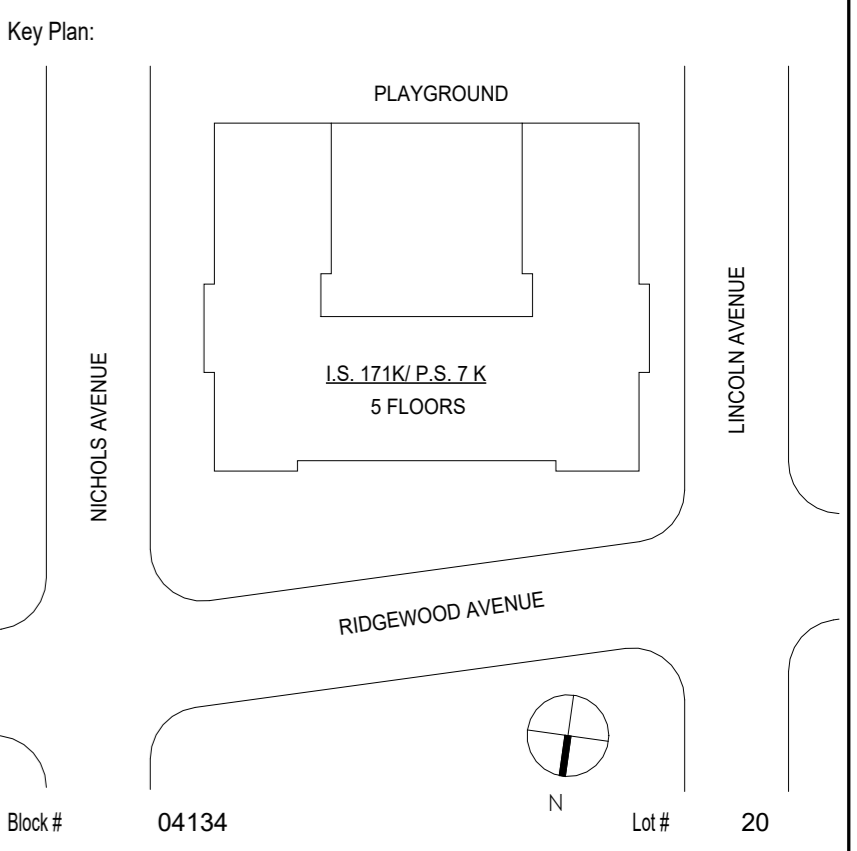 Key Plan:
PLAYGROUND
LINCOLN AVENUE
NICHOLS AVENUE
I.S. 171K/ P.S. 7 K
5 FLOORS
RIDGEWOOD AVENUE
N
Block # 04134 Lot # 20